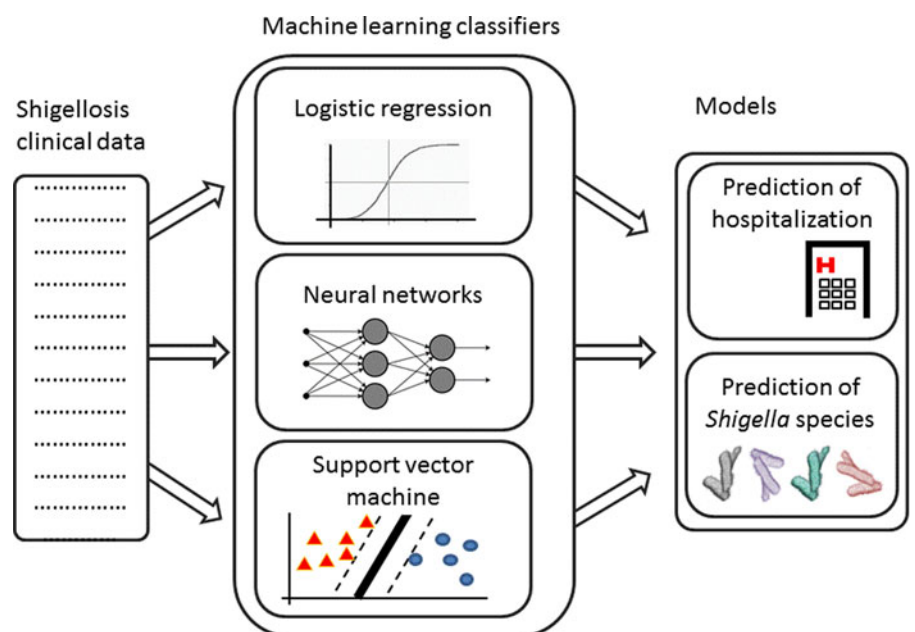 Machine learning classifiers
Shigellosis
clinical data
Logistic regression
Neural networks
Support vector
machine
Models
Prediction of
hospitalization
H
Prediction of
Shigella species